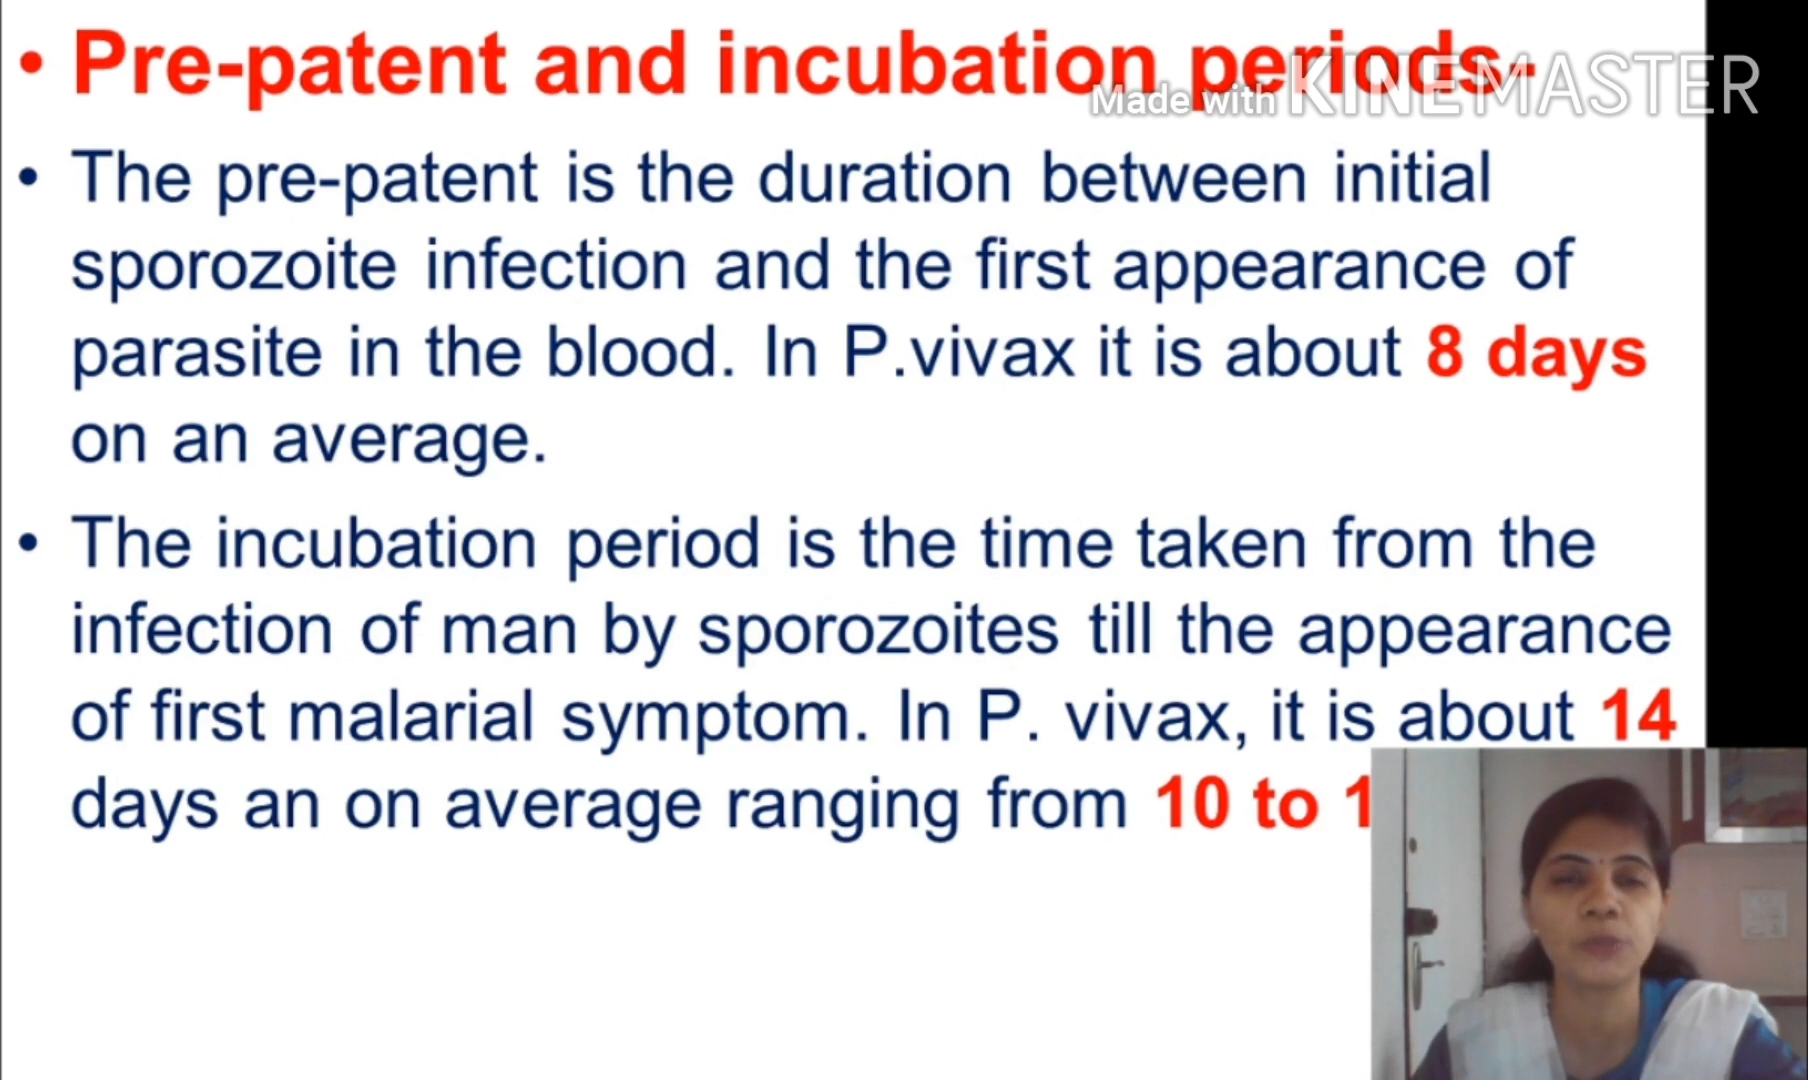 • Pre-patent and incubation periods-
Made with KINEMASTER
• The pre-patent is the duration between initial
sporozoite infection and the first appearance of
parasite in the blood. In P.vivax it is about 8 days
on an average.
• The incubation period is the time taken from the
infection of man by sporozoites till the appearance
of first malarial symptom. In P. vivax, it is about 14
days an on average ranging from 10 to